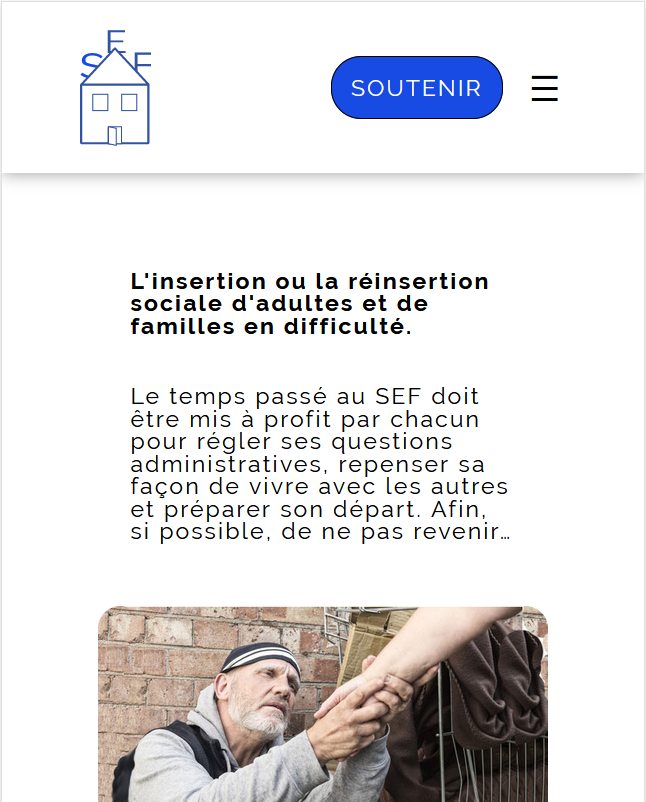 SEF
SOUTENIR
L'insertion ou la réinsertion
sociale d'adultes et de
familles en difficulté.
Le temps passé au SEF doit
être mis à profit par chacun
pour régler ses questions
administratives, repenser sa
façon de vivre avec les autres
et préparer son départ. Afin,
si possible, de ne pas revenir…